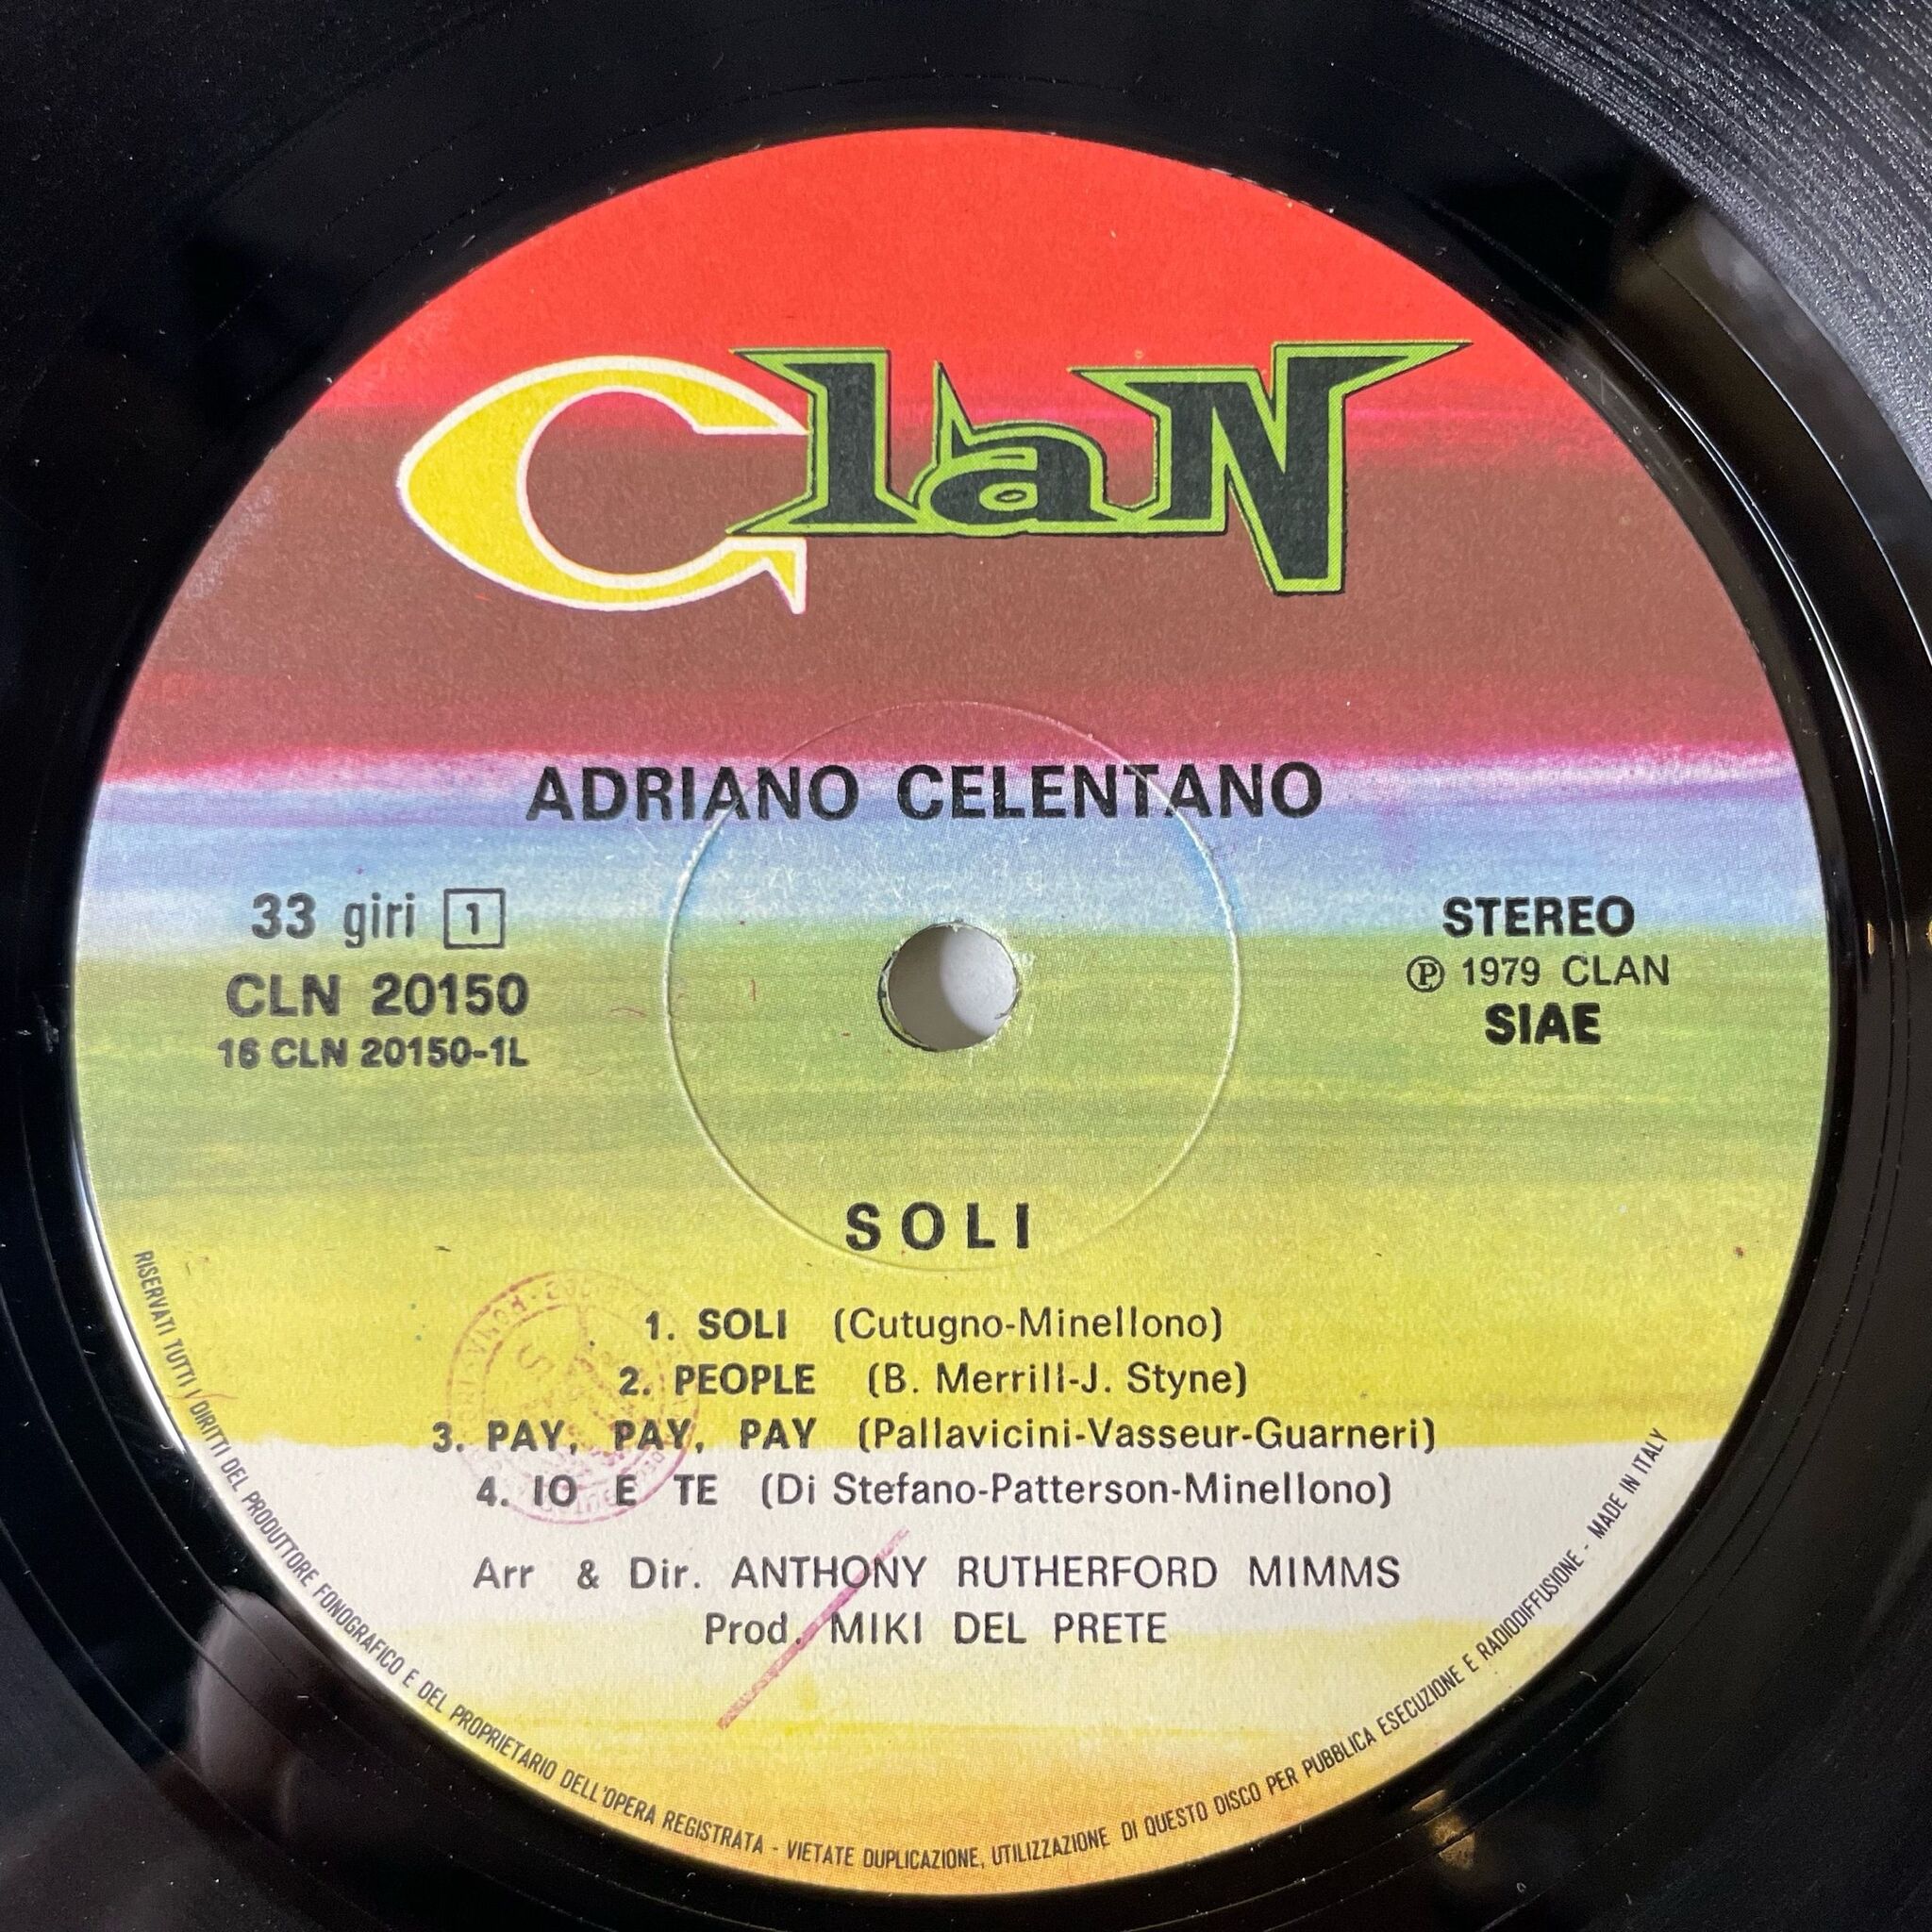 ClaN
ADRIANO CELENTANO
33 giri 1
CLN 20150
16 CLN 20150-1L
STEREO
℗ 1979 CLAN
SIAE
SOLI
1. SOLI (Cutugno-Minellono)
2. PEOPLE (B. Merrill-J. Styne)
3. PAY, PAY, PAY (Pallavicini-Vasseur-Guarneri)
4. IO E TE (Di Stefano-Patterson-Minellono)
Arr & Dir. ANTHONY RUTHERFORD MIMMS
Prod. MIKI DEL PRETE
RISERVATI TUTTI I DIRITTI DEL PRODUTTORE FONOGRAFICO E DEL PROPRIETARIO DELL'OPERA REGISTRATA - VIETATE DUPLICAZIONE, UTILIZZAZIONE DI QUESTO DISCO PER PUBBLICA ESECUZIONE E RADIODIFFUSIONE - MADE IN ITALY